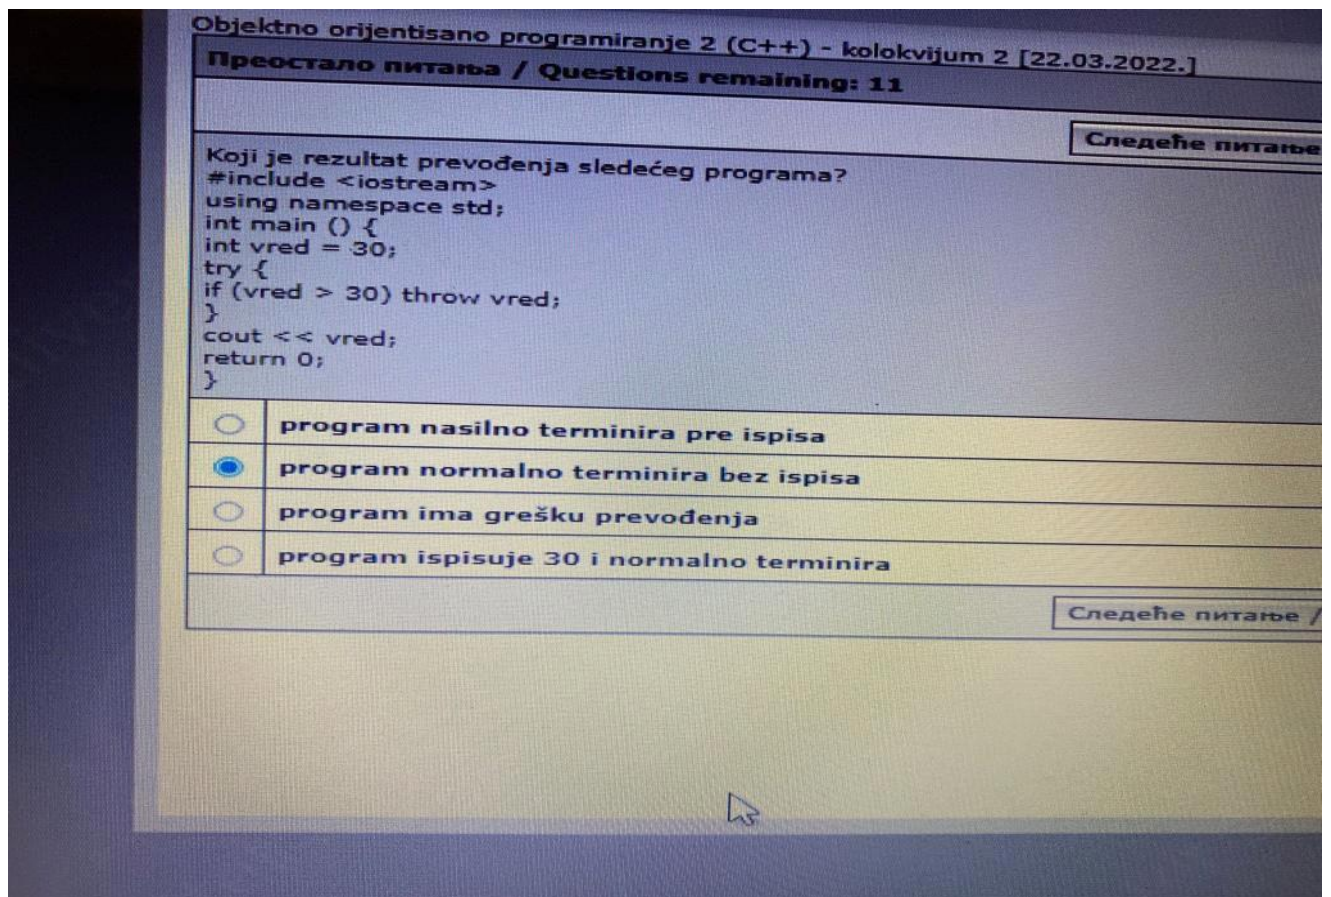 Objektno orijentisano programiranje 2 (C++) - kolokvijum 2 [22.03.2022.]
Преостало питања / Questions remaining: 11
Следеће питање
Koji je rezultat prevođenja sledećeg programa?
#include <iostream>
using namespace std;
int main () {
int vred = 30;
try {
if (vred > 30) throw vred;
}
cout << vred;
return 0;
}
program nasilno terminira pre ispisa
program normalno terminira bez ispisa
program ima grešku prevođenja
program ispisuje 30 i normalno terminira
Следеће питање /